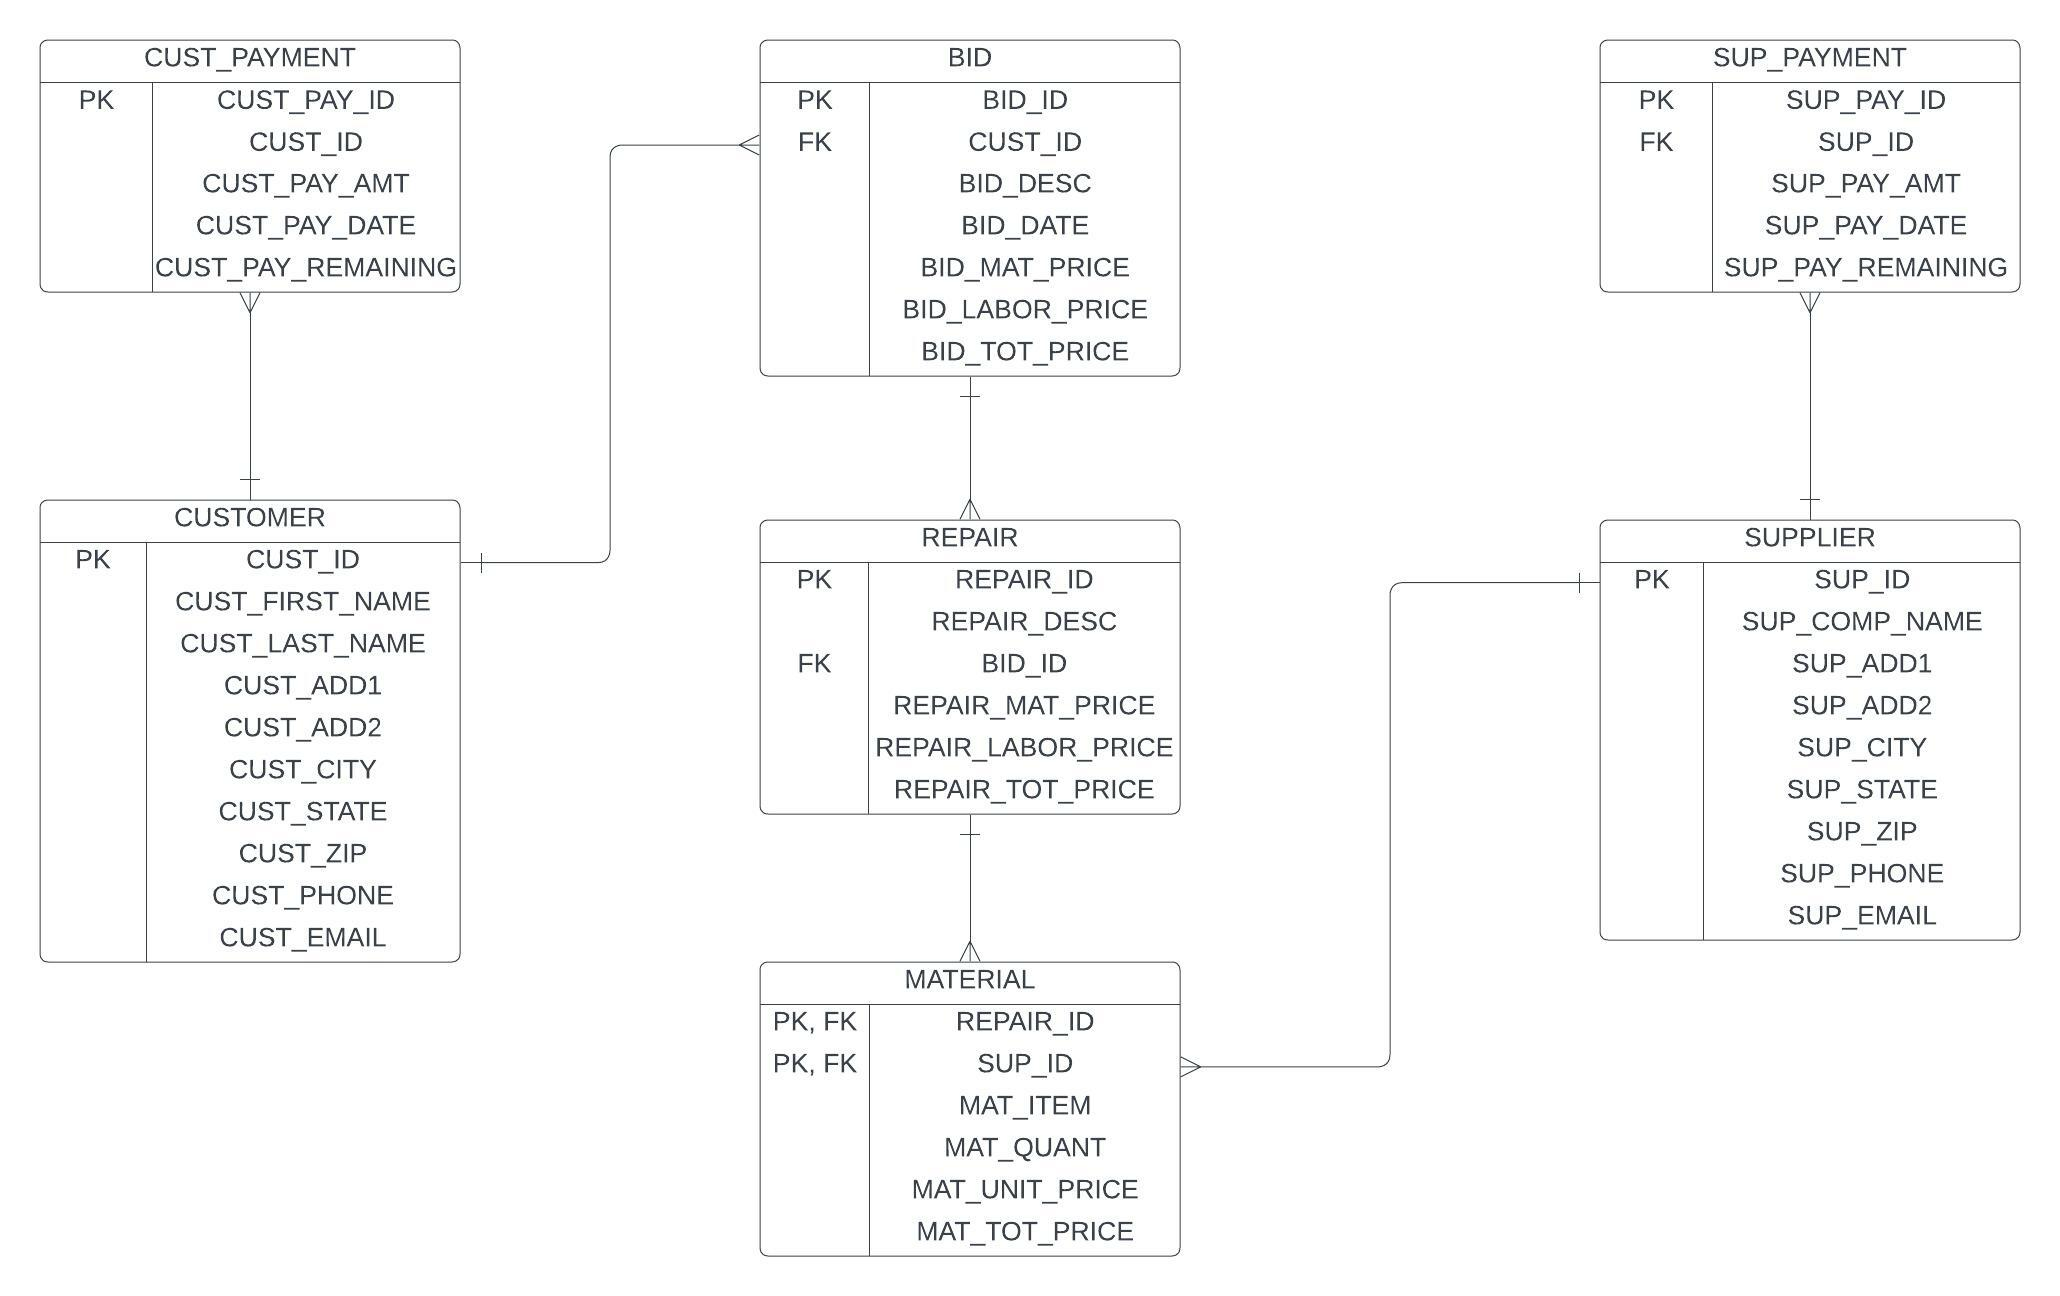 CUST_PAYMENT
PK CUST_PAY_ID
CUST_ID
CUST_PAY_AMT
CUST_PAY_DATE
CUST_PAY_REMAINING
BID
PK BID_ID
FK CUST_ID
BID_DESC
BID_DATE
BID_MAT_PRICE
BID_LABOR_PRICE
BID_TOT_PRICE
SUP_PAYMENT
PK SUP_PAY_ID
FK SUP_ID
SUP_PAY_AMT
SUP_PAY_DATE
SUP_PAY_REMAINING
CUSTOMER
PK CUST_ID
CUST_FIRST_NAME
CUST_LAST_NAME
CUST_ADD1
CUST_ADD2
CUST_CITY
CUST_STATE
CUST_ZIP
CUST_PHONE
CUST_EMAIL
REPAIR
PK REPAIR_ID
REPAIR_DESC
FK BID_ID
REPAIR_MAT_PRICE
REPAIR_LABOR_PRICE
REPAIR_TOT_PRICE
SUPPLIER
PK SUP_ID
SUP_COMP_NAME
SUP_ADD1
SUP_ADD2
SUP_CITY
SUP_STATE
SUP_ZIP
SUP_PHONE
SUP_EMAIL
MATERIAL
PK, FK REPAIR_ID
PK, FK SUP_ID
MAT_ITEM
MAT_QUANT
MAT_UNIT_PRICE
MAT_TOT_PRICE